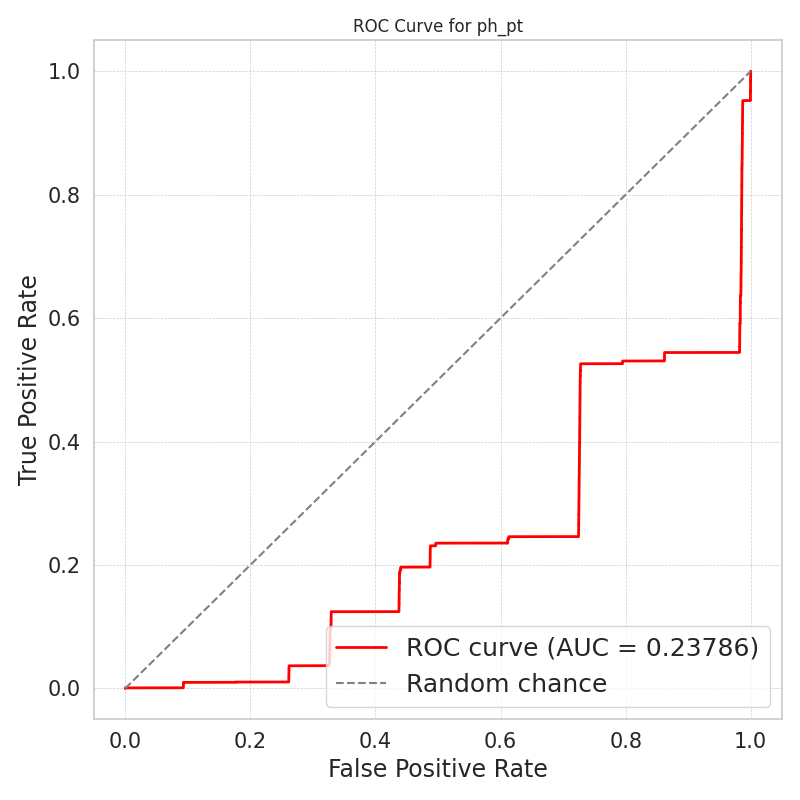 ROC Curve for ph_pt
1.0
0.8
0.6
0.4
0.2
0.0
True Positive Rate
ROC curve (AUC = 0.23786)
Random chance
0.0 0.2 0.4 0.6 0.8 1.0
False Positive Rate